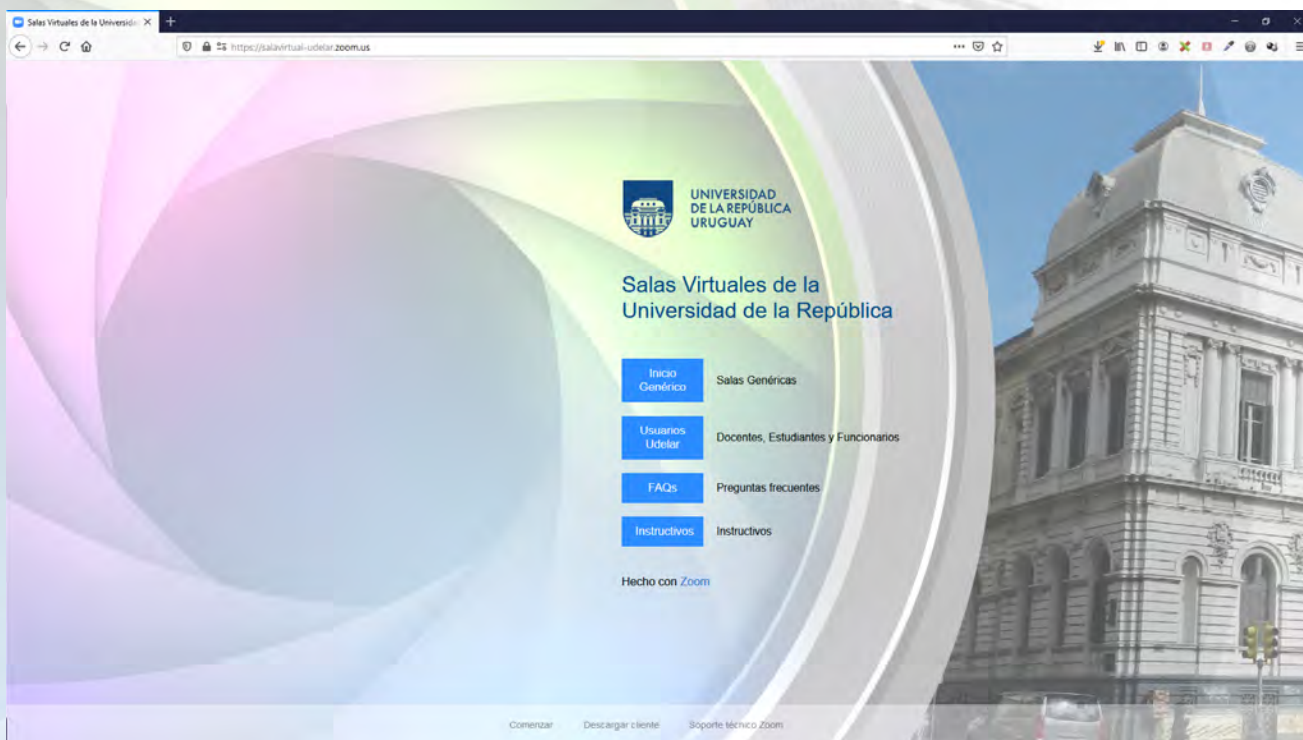 Salas Virtuales de la Universida
https://salavirtual-udelar.zoom.us
UNIVERSIDAD
DE LA REPÚBLICA
URUGUAY
Salas Virtuales de la
Universidad de la República
Inicio
Genérico
Salas Genéricas
Usuarios
Udelar
Docentes, Estudiantes y Funcionarios
FAQs
Preguntas frecuentes
Instructivos
Instructivos
Hecho con Zoom
Comenzar
Descargar cliente
Soporte técnico Zoom